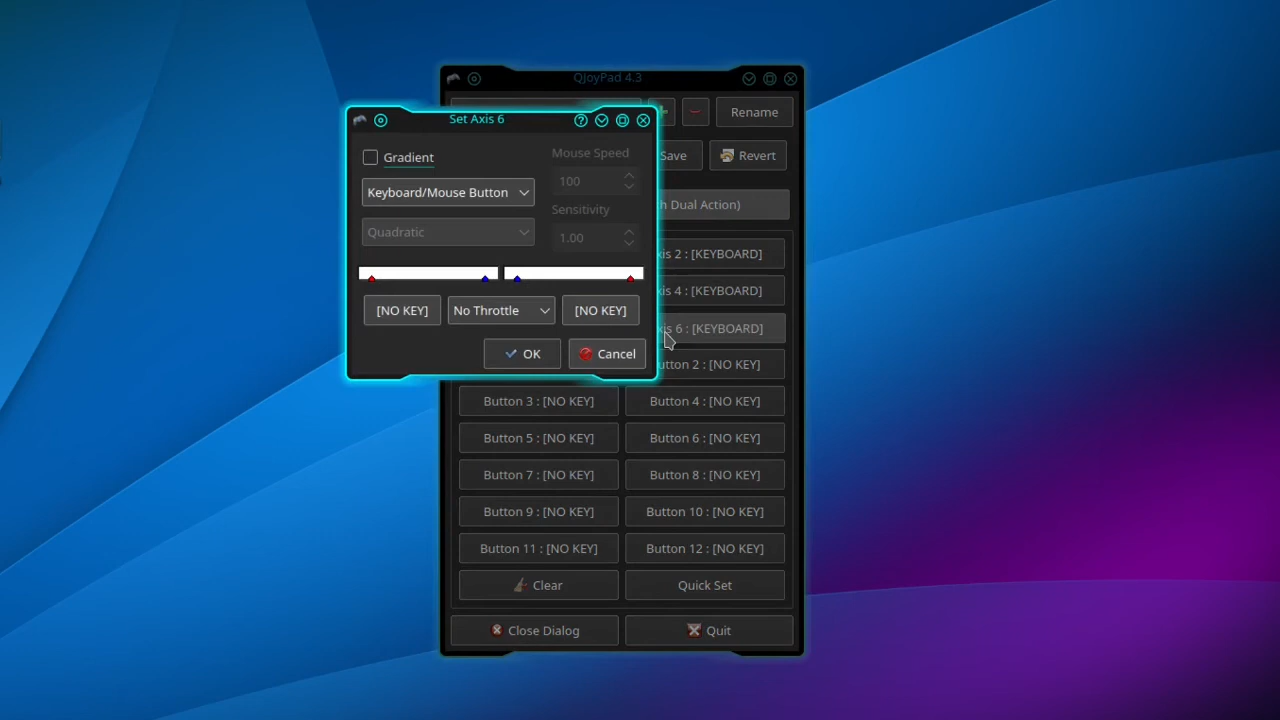 QJoyPad 4.3
Rename
Save
Revert
h Dual Action)
Set Axis 6
Gradient
Mouse Speed
100
Keyboard/Mouse Button
Sensitivity
Quadratic
1.00
[NO KEY]
No Throttle
[NO KEY]
OK
Cancel
xis 2 : [KEYBOARD]
xis 4 : [KEYBOARD]
xis 6 : [KEYBOARD]
utton 2 : [NO KEY]
Button 3 : [NO KEY]
Button 4 : [NO KEY]
Button 5 : [NO KEY]
Button 6 : [NO KEY]
Button 7 : [NO KEY]
Button 8 : [NO KEY]
Button 9 : [NO KEY]
Button 10 : [NO KEY]
Button 11 : [NO KEY]
Button 12 : [NO KEY]
Clear
Quick Set
Close Dialog
Quit